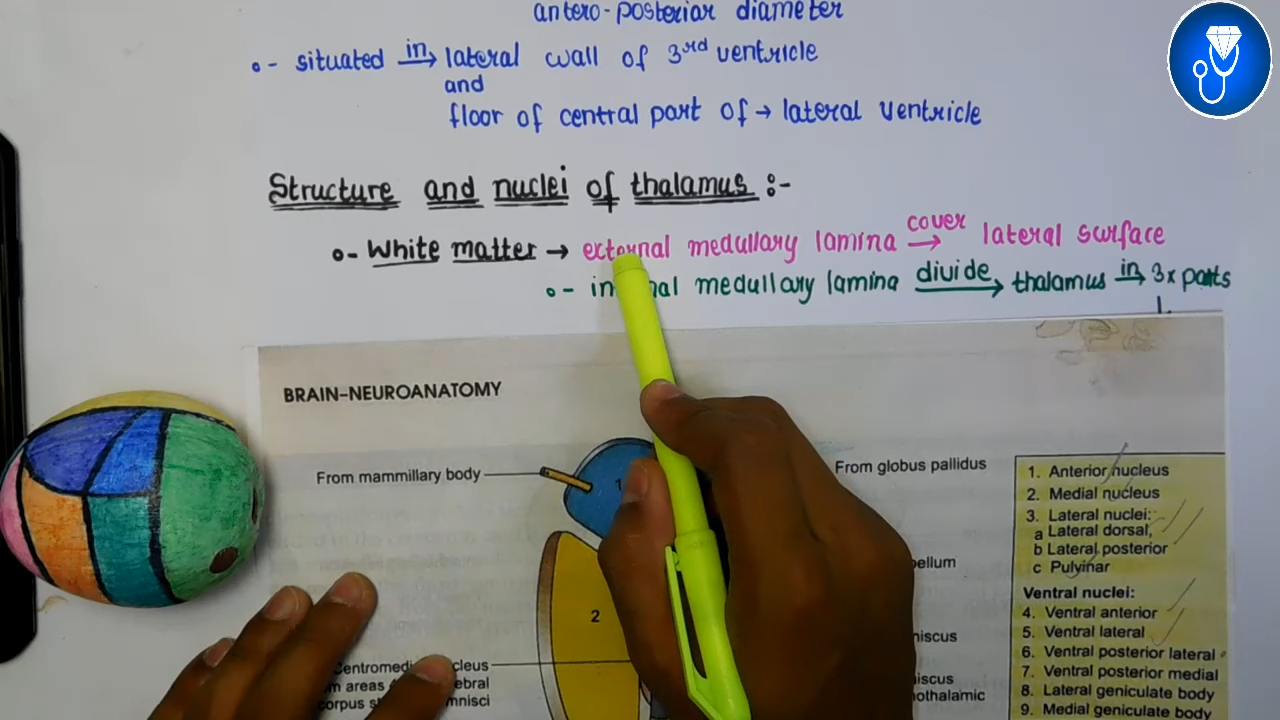 antero-posterior diameter
o- situated in→ lateral wall of 3rd ventricle
and
floor of central part of → lateral ventricle
Structure and nuclei of thalamus :-
o- White matter → external medullary lamina cover→ lateral surface
o- internal medullary lamina divide→ thalamus in→ 3x parts
BRAIN–NEUROANATOMY
From mammillary body
1
From globus pallidus
2
1. Anterior nucleus
2. Medial nucleus
3. Lateral nuclei:
a Lateral dorsal,
b Lateral posterior
c Pulvinar
Ventral nuclei:
4. Ventral anterior
5. Ventral lateral
6. Ventral posterior lateral
7. Ventral posterior medial
8. Lateral geniculate body
9. Medial geniculate body